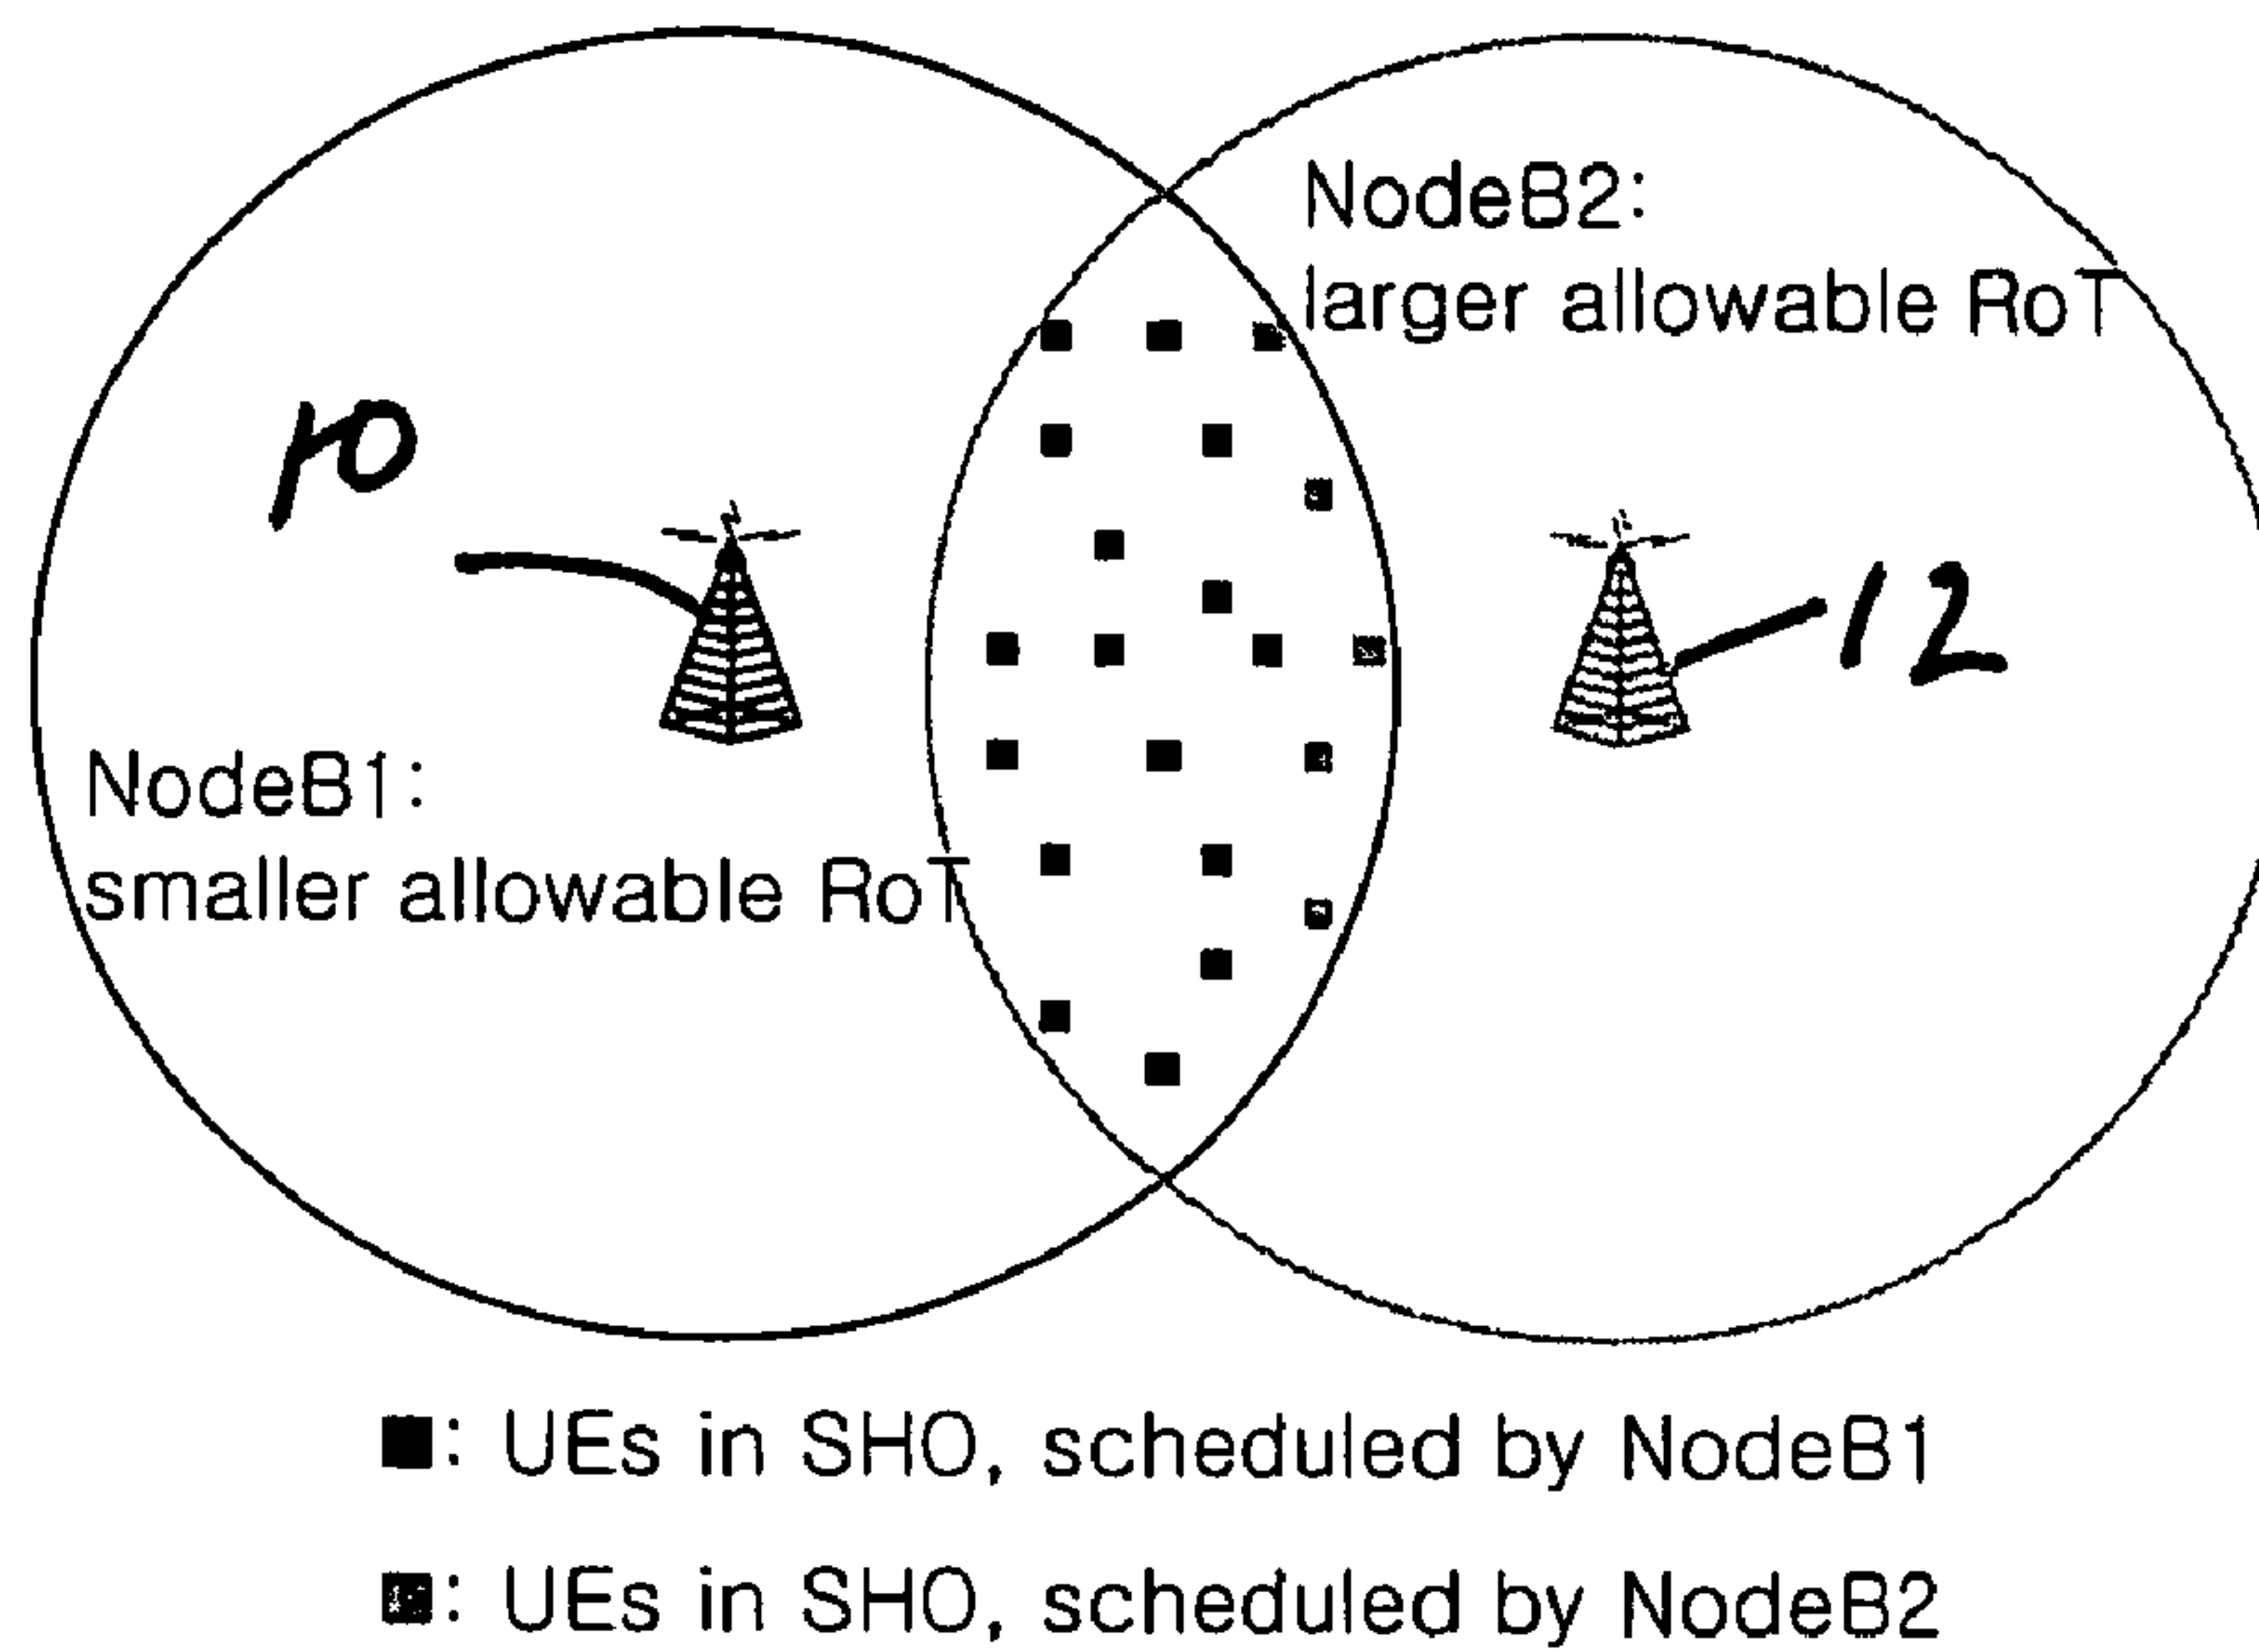 NodeB2:
larger allowable RoT
10
12
NodeB1:
smaller allowable RoT
: UEs in SHO, scheduled by NodeB1
: UEs in SHO, scheduled by NodeB2